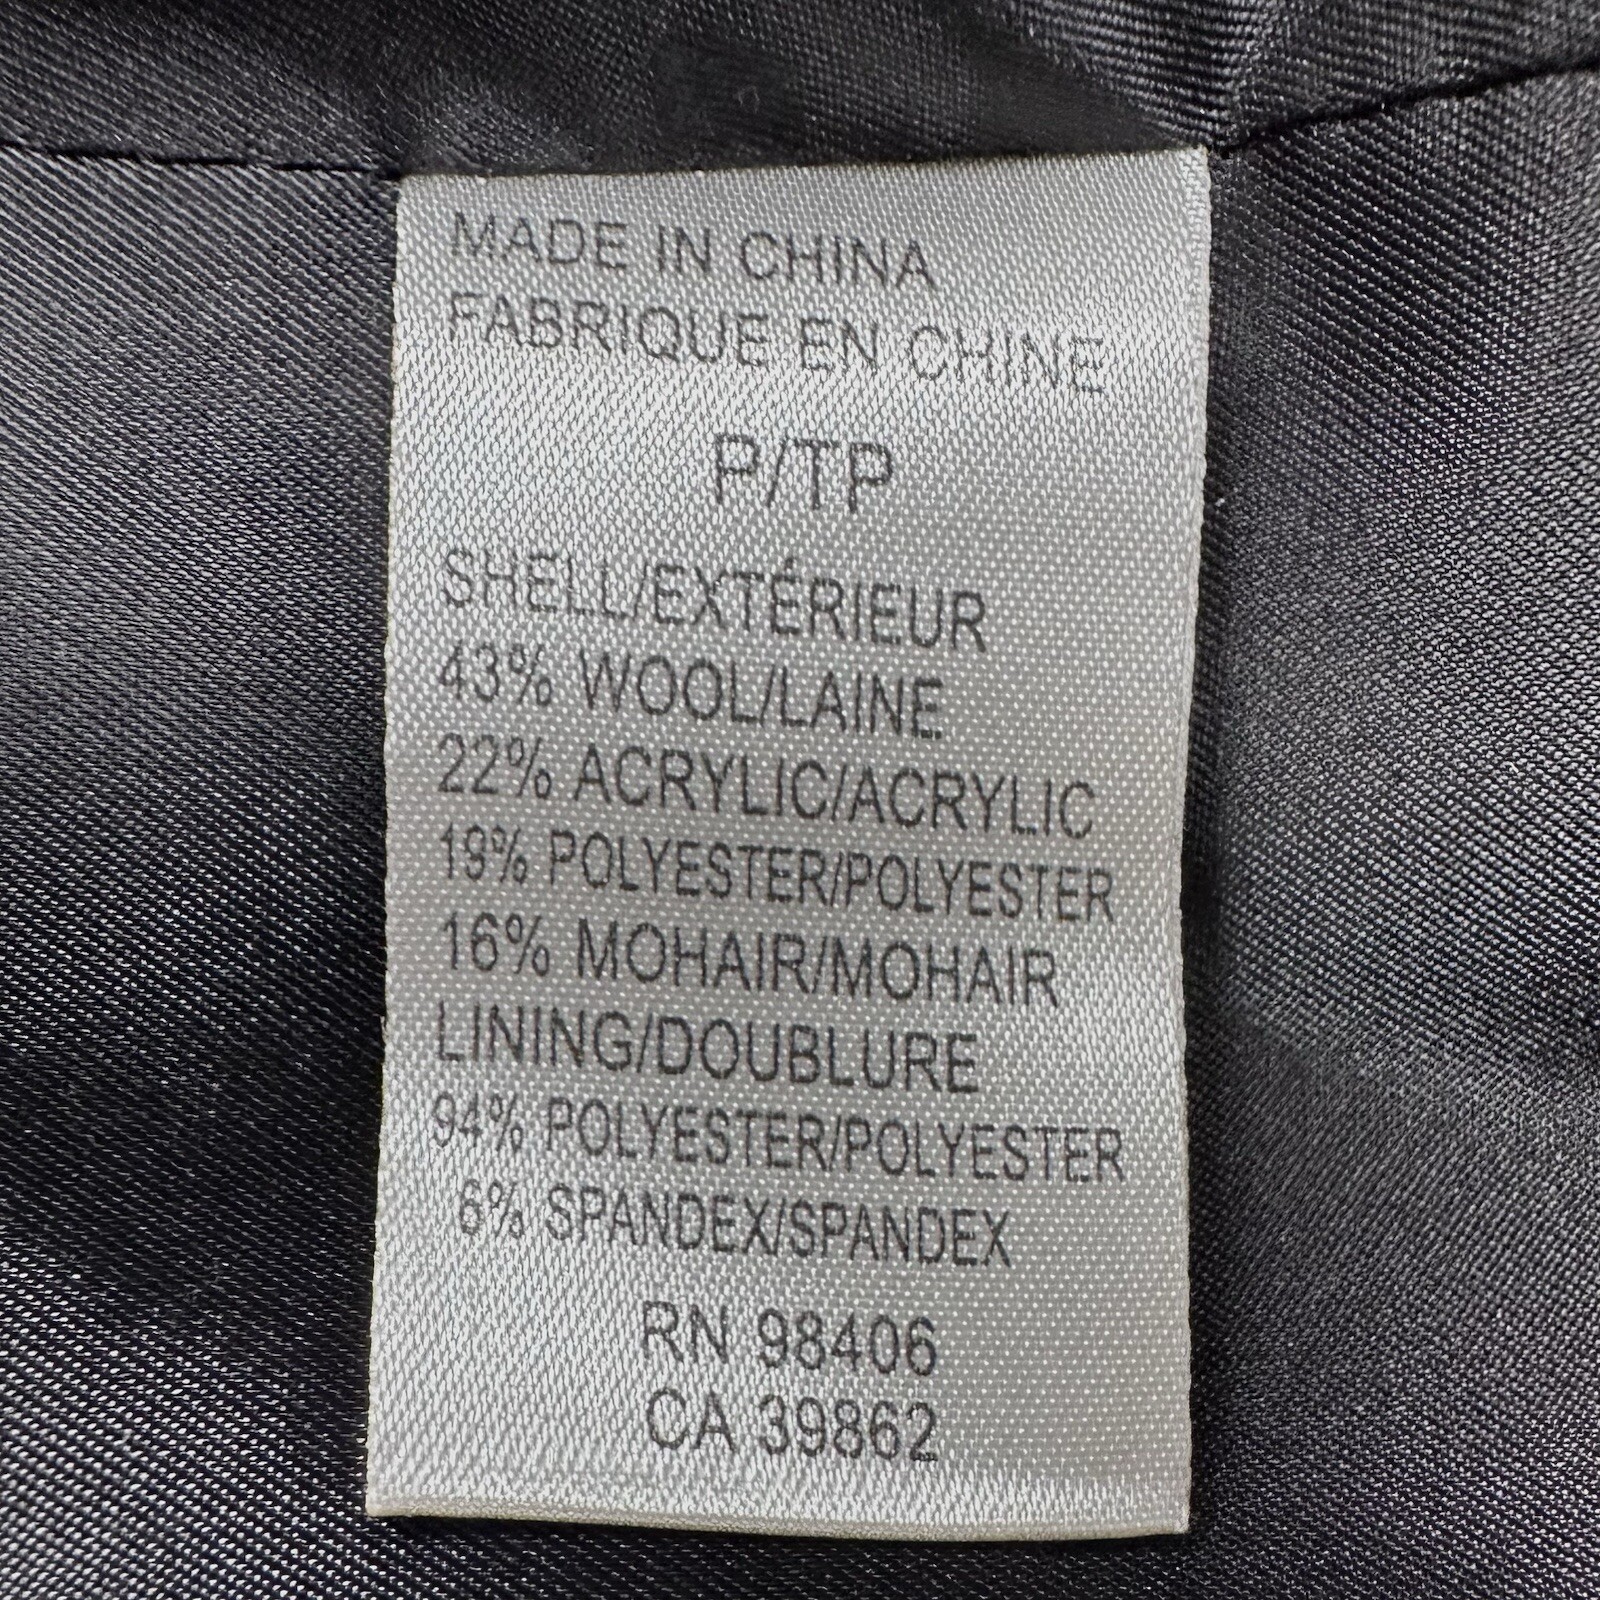 MADE IN CHINA
FABRIQUE EN CHINE
P/TP
SHELL/EXTÉRIEUR
43% WOOL/LAINE
22% ACRYLIC/ACRYLIC
19% POLYESTER/POLYESTER
16% MOHAIR/MOHAIR
LINING/DOUBLURE
94% POLYESTER/POLYESTER
6% SPANDEX/SPANDEX
RN 98406
CA 39862